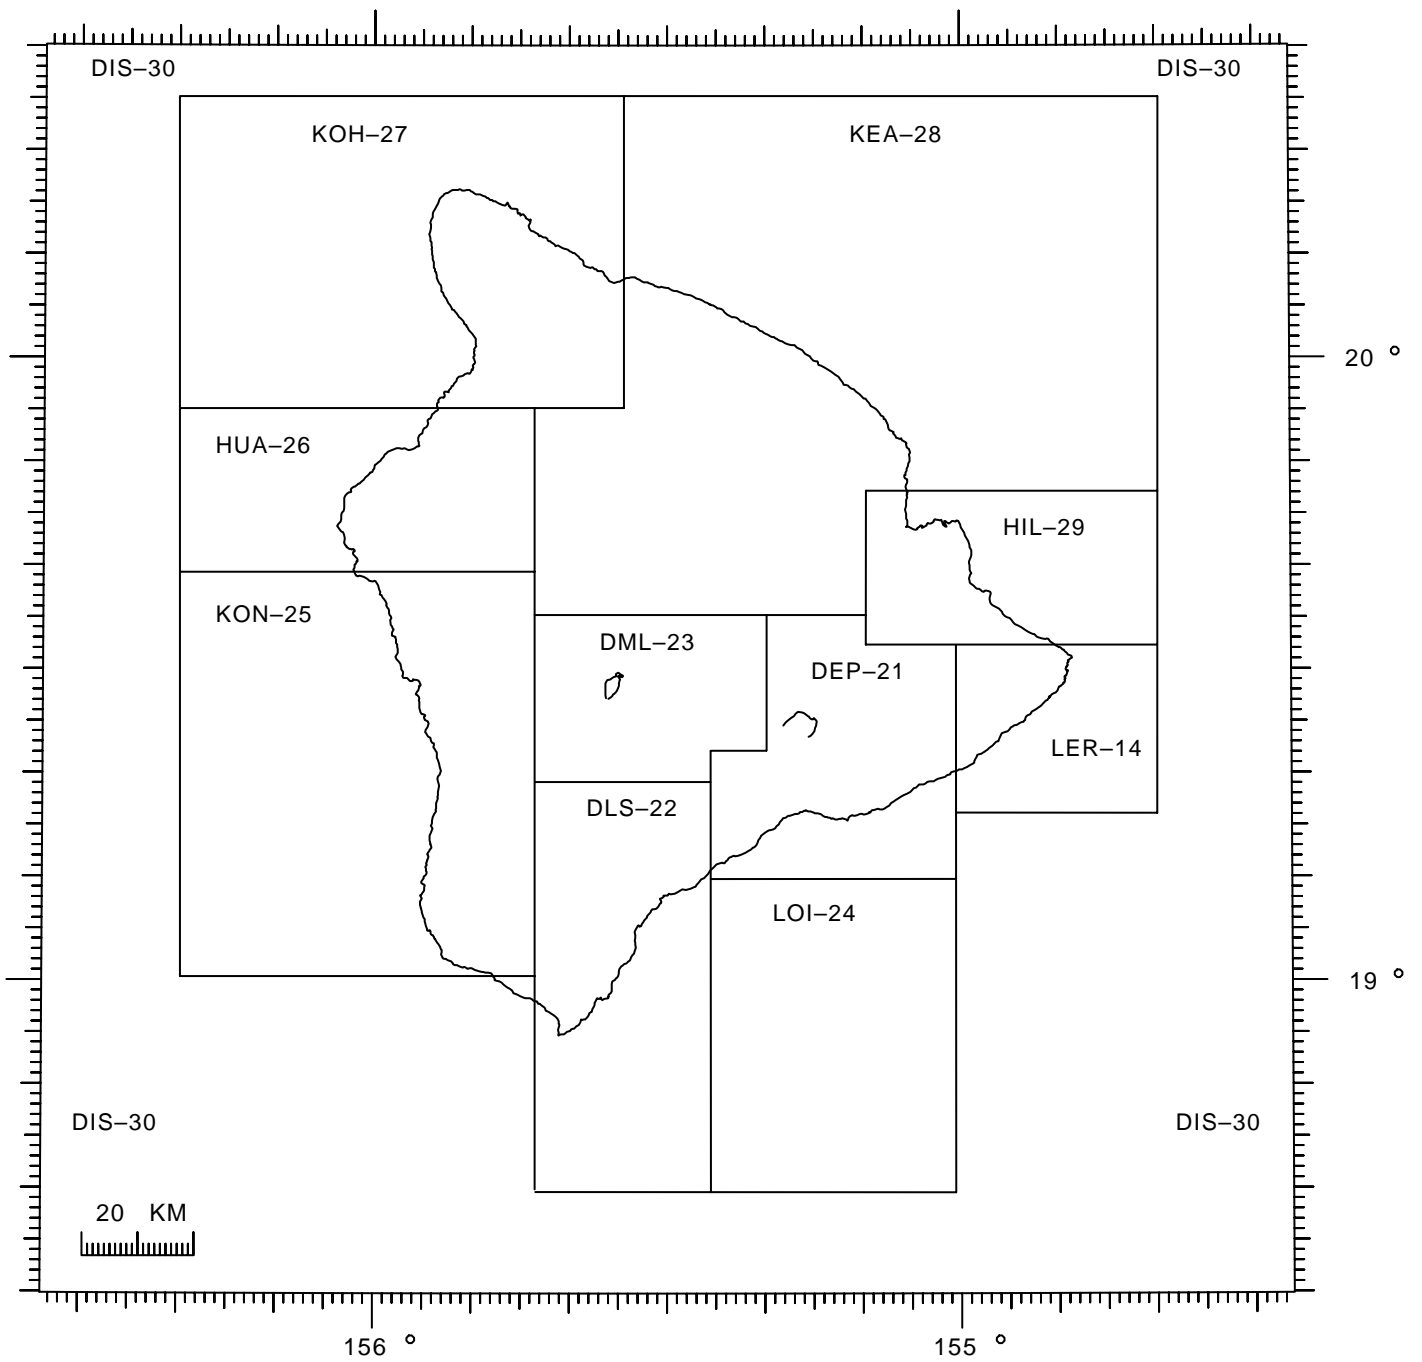 DIS–30
DIS–30
KOH–27
KEA–28
20 °
HUA–26
HIL–29
KON–25
DML–23
DEP–21
LER–14
DLS–22
LOI–24
19 °
DIS–30
DIS–30
20 KM
156 °
155 °